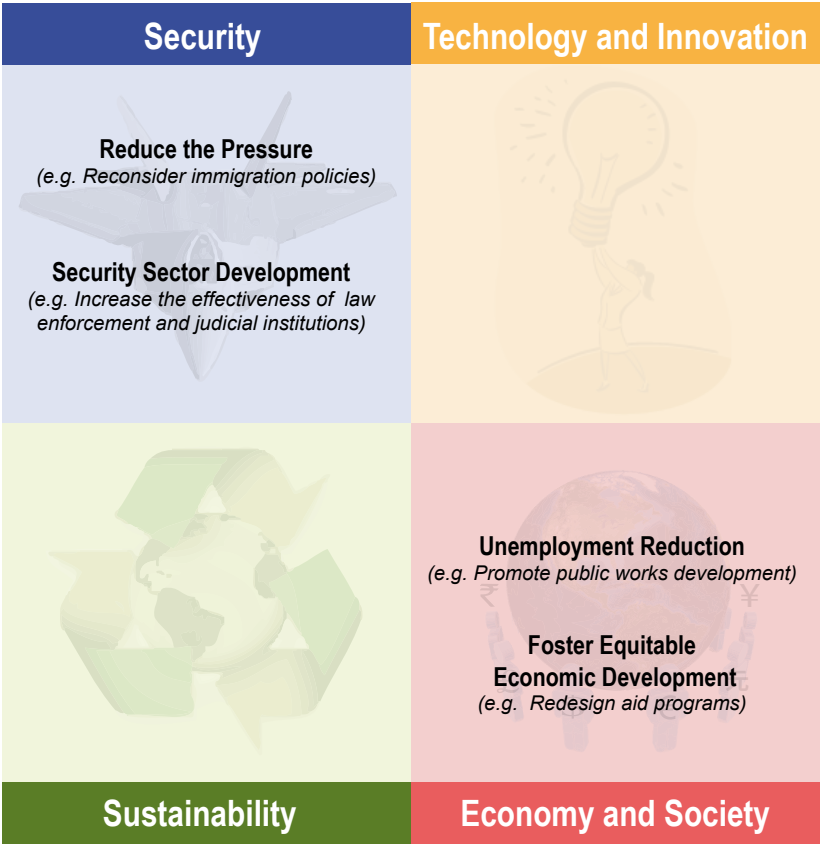 Security
Technology and Innovation
Reduce the Pressure
(e.g. Reconsider immigration policies)
Security Sector Development
(e.g. Increase the effectiveness of law
enforcement and judicial institutions)
Unemployment Reduction
(e.g. Promote public works development)
₹ ¥
Foster Equitable
Economic Development
(e.g. Redesign aid programs)
Sustainability
Economy and Society